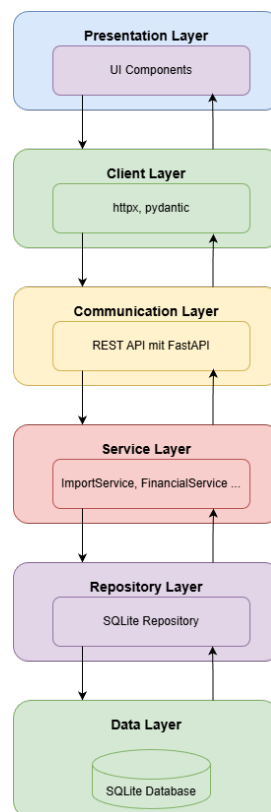 Presentation Layer
UI Components
Client Layer
httpx, pydantic
Communication Layer
REST API mit FastAPI
Service Layer
ImportService, FinancialService ...
Repository Layer
SQLite Repository
Data Layer
SQLite Database